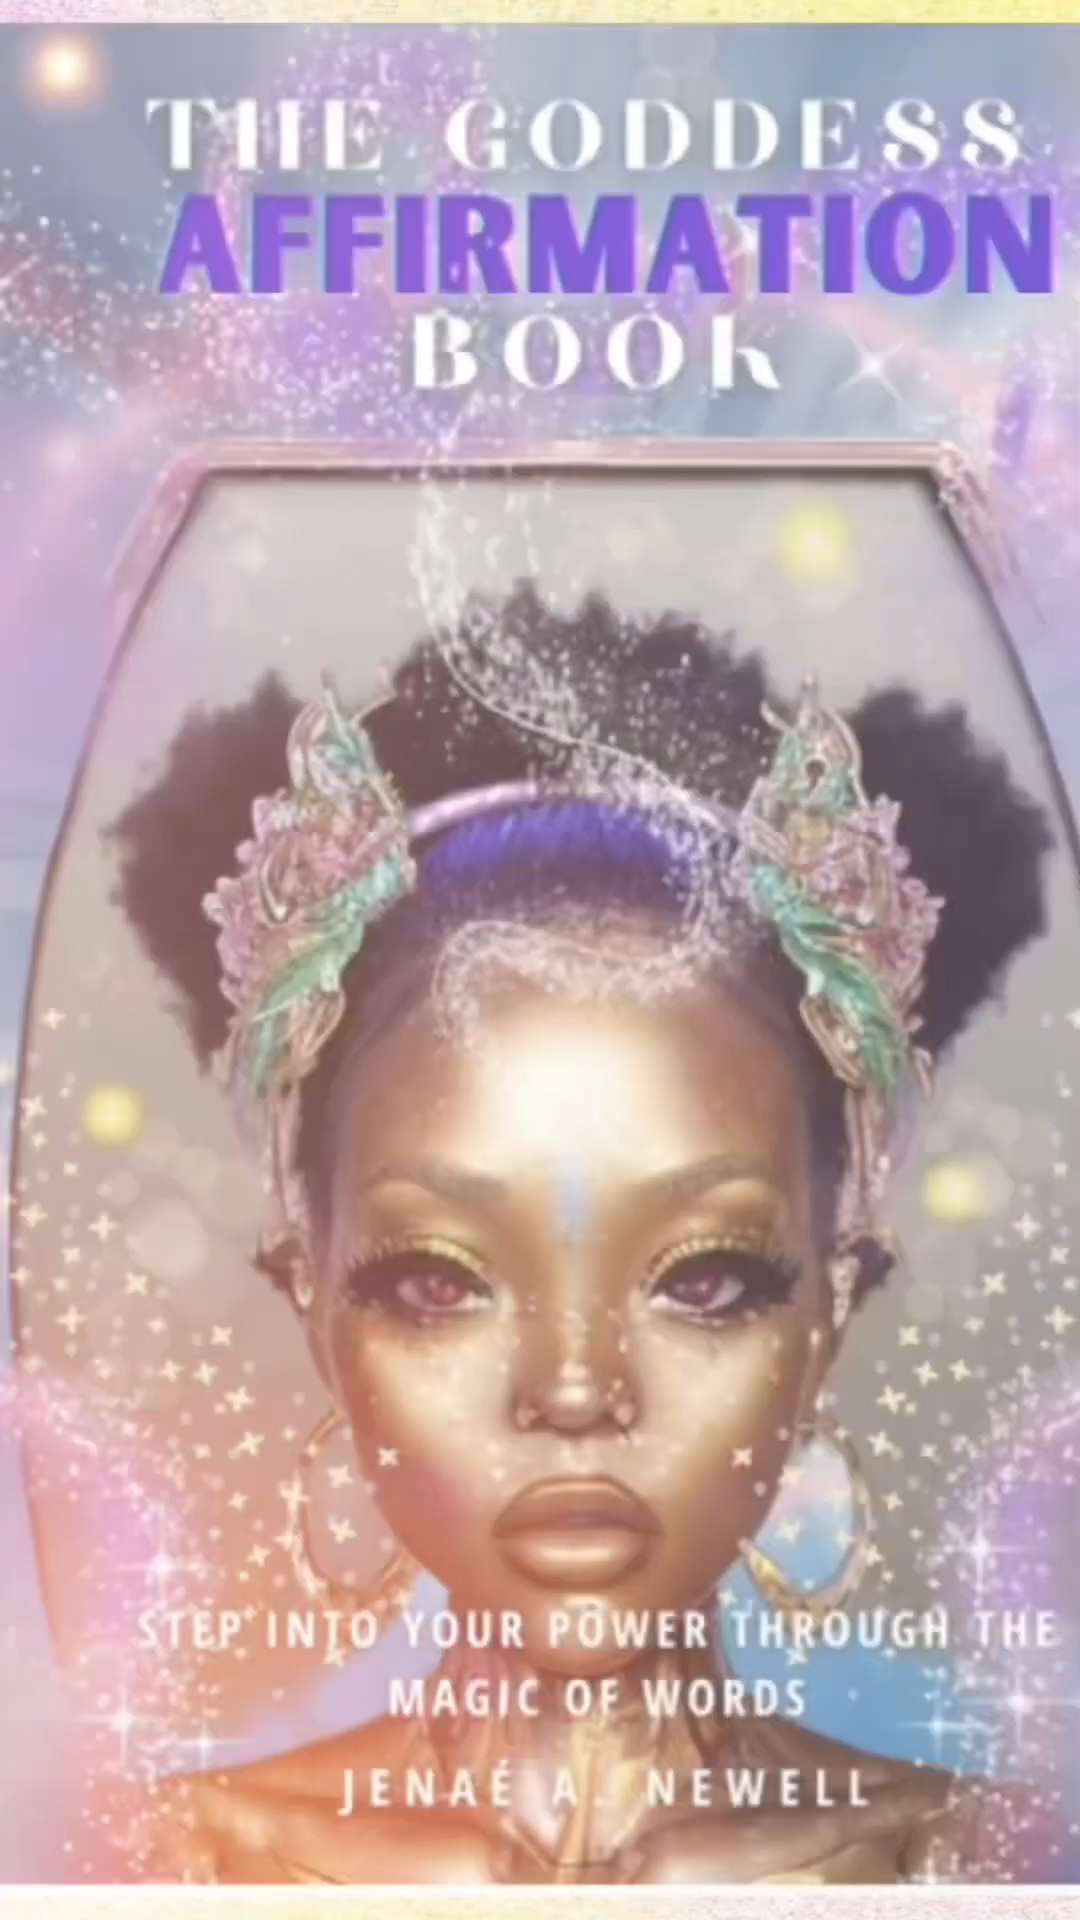 THE GODDESS
AFFIRMATION
BOOK
STEP INTO YOUR POWER THROUGH THE
MAGIC OF WORDS
JENAÉ A. NEWELL